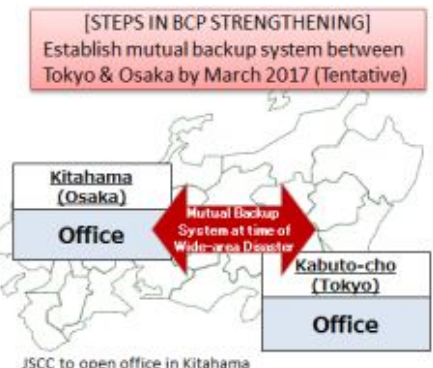 [STEPS IN BCP STRENGTHENING]
Establish mutual backup system between
Tokyo & Osaka by March 2017 (Tentative)
Kitahama
(Osaka)
Office
Mutual Backup
System at time of
Wide-area Disaster
Kabuto-cho
(Tokyo)
Office
JSCC to open office in Kitahama